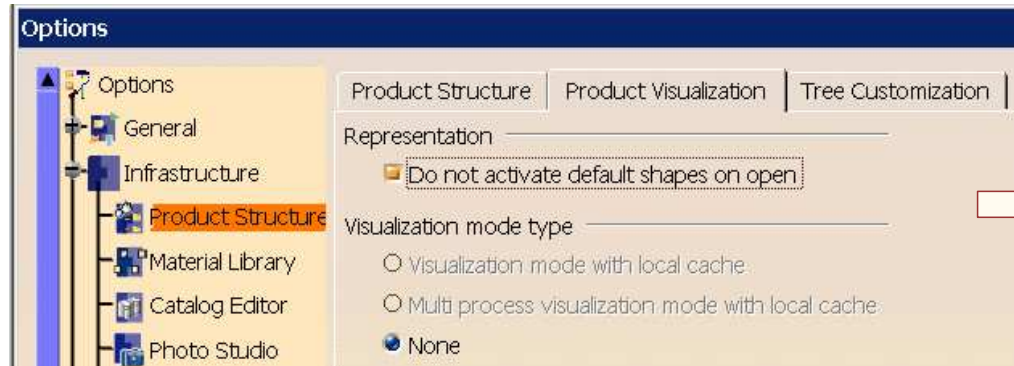 Options
Options
General
Infrastructure
Product Structure
Material Library
Catalog Editor
Photo Studio
Product Structure
Product Visualization
Tree Customization
Representation
Do not activate default shapes on open
Visualization mode type
Visualization mode with local cache
Multi process visualization mode with local cache
None